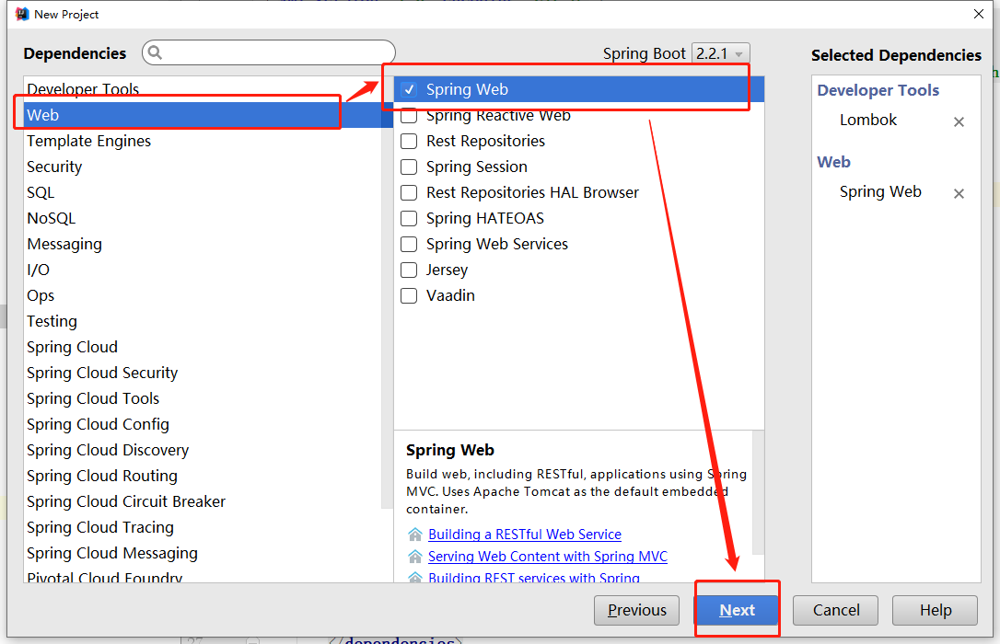 New Project
Dependencies
Spring Boot 2.2.1
Selected Dependencies
Developer Tools
Web
Template Engines
Security
SQL
NoSQL
Messaging
I/O
Ops
Testing
Spring Cloud
Spring Cloud Security
Spring Cloud Tools
Spring Cloud Config
Spring Cloud Discovery
Spring Cloud Routing
Spring Cloud Circuit Breaker
Spring Cloud Tracing
Spring Cloud Messaging
Pivotal Cloud Foundry
Spring Web
Spring Reactive Web
Rest Repositories
Spring Session
Rest Repositories HAL Browser
Spring HATEOAS
Spring Web Services
Jersey
Vaadin
Spring Web
Build web, including RESTful, applications using Spring
MVC. Uses Apache Tomcat as the default embedded
container.
Building a RESTful Web Service
Serving Web Content with Spring MVC
Building REST services with Spring
Developer Tools
Lombok
Web
Spring Web
Previous
Next
Cancel
Help
27
</dependencies>